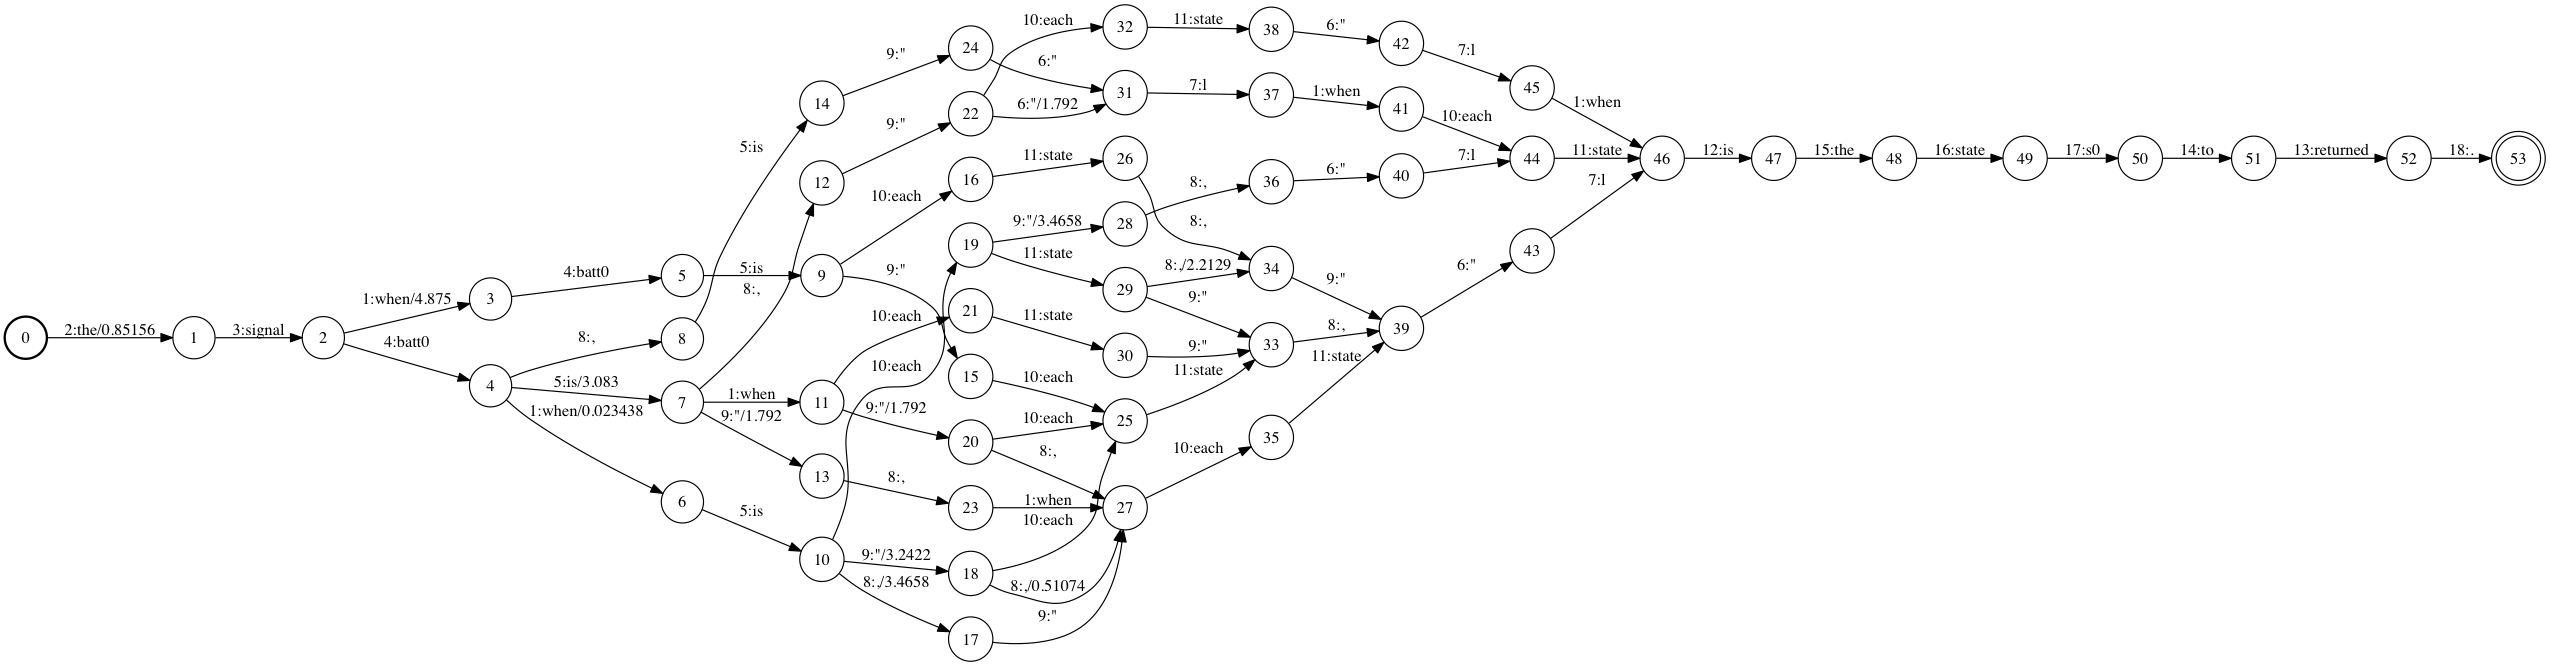 0
2:the/0.85156
1
3:signal
2
1:when/4.875
4:batt0
3
4:batt0
5
5:is
4
8:,
5:is/3.083
1:when/0.023438
8
5:is
7
8:,
1:when
9:"/1.792
6
5:is
14
9:"
12
9:"
9
10:each
9:"
11
10:each
9:"/1.792
13
8:,
10
10:each
9:"/3.2422
8:,/3.4658
24
6:"
22
10:each
6:"/1.792
16
11:state
19
9:"/3.4658
11:state
21
11:state
15
10:each
20
10:each
8:,
23
1:when
18
10:each
8:,/0.51074
17
9:"
32
11:state
31
7:l
26
8:,
28
8:,
29
8:,/2.2129
9:"
30
9:"
25
11:state
27
10:each
38
6:"
37
1:when
36
6:"
34
9:"
33
8:,
35
11:state
42
7:l
41
10:each
40
7:l
39
6:"
45
1:when
44
11:state
43
7:l
46
12:is
47
15:the
48
16:state
49
17:s0
50
14:to
51
13:returned
52
18:.
53